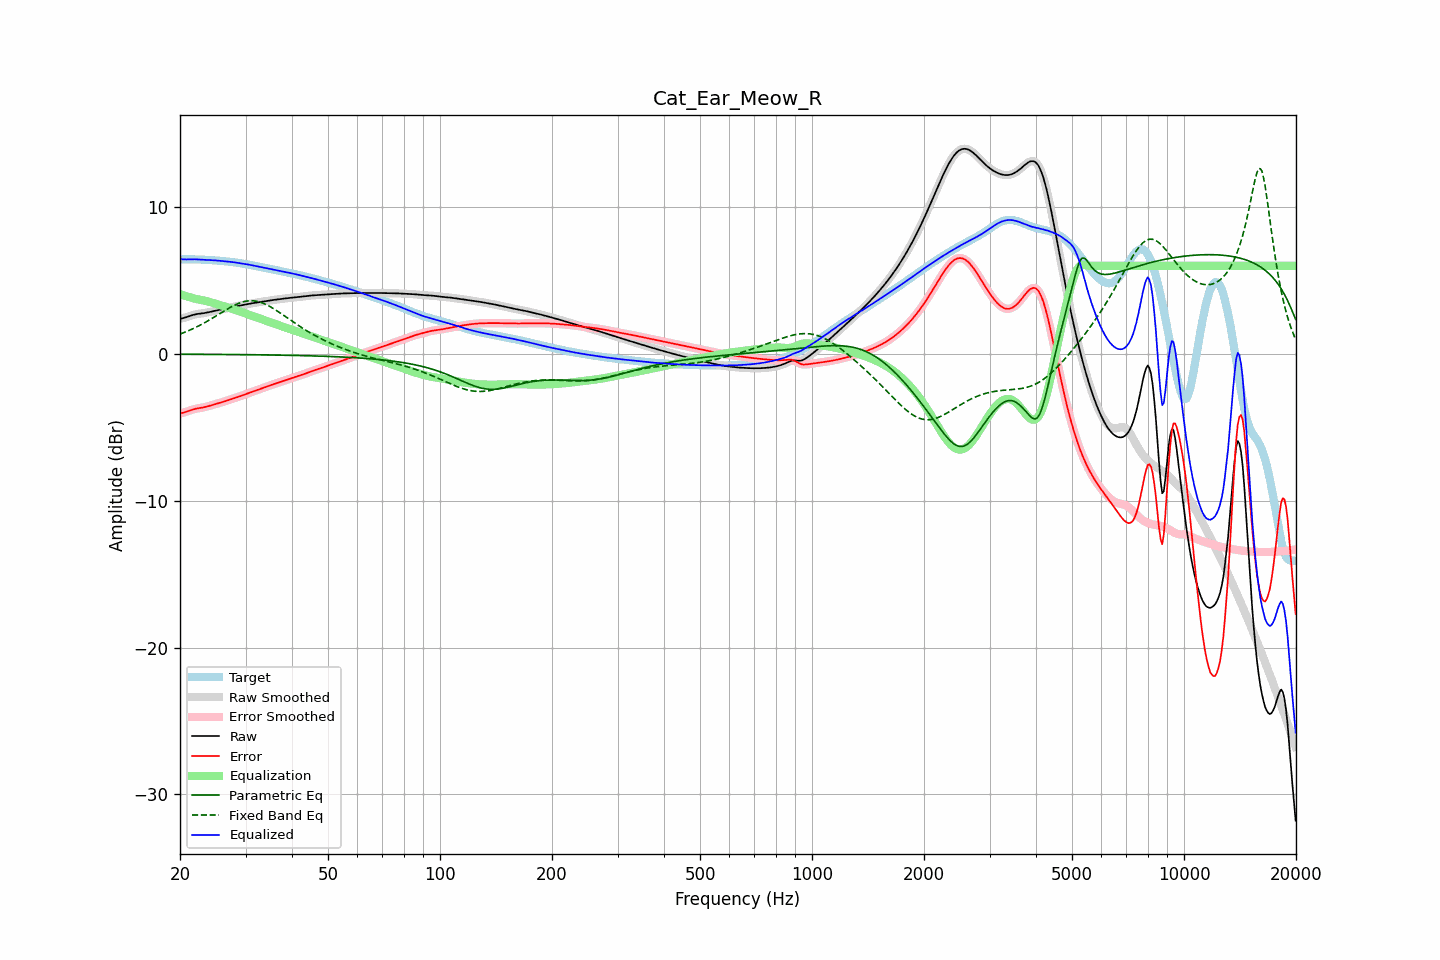 Cat_Ear_Meow_R
Amplitude (dBr)
10
0
−10
−20
−30
Target
Raw Smoothed
Error Smoothed
Raw
Error
Equalization
Parametric Eq
Fixed Band Eq
Equalized
20 50 100 200 500 1000 2000 5000 10000 20000
Frequency (Hz)